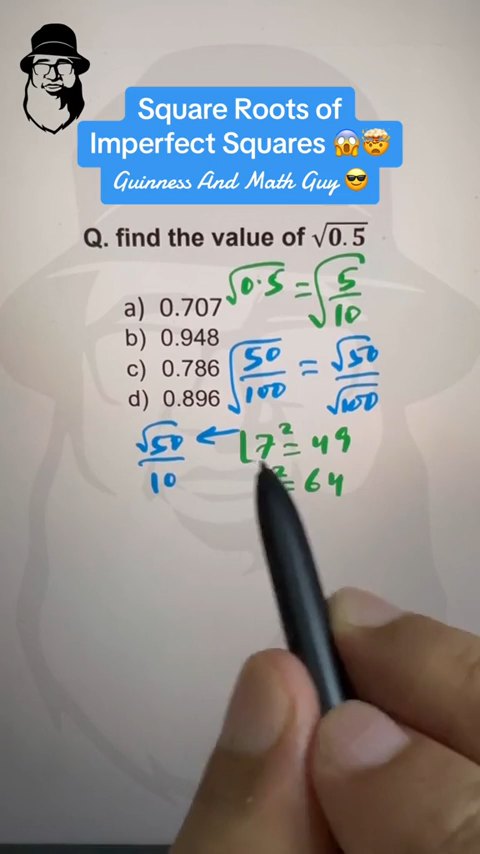 Square Roots of
Imperfect Squares 😱🤯
Guinness And Math Guy 😎
Q. find the value of √0.5
a) 0.707
b) 0.948
c) 0.786
d) 0.896
√0.5 = √5/10
√50/100 = √50/√100
√50/10 ← 7² = 49
² = 64